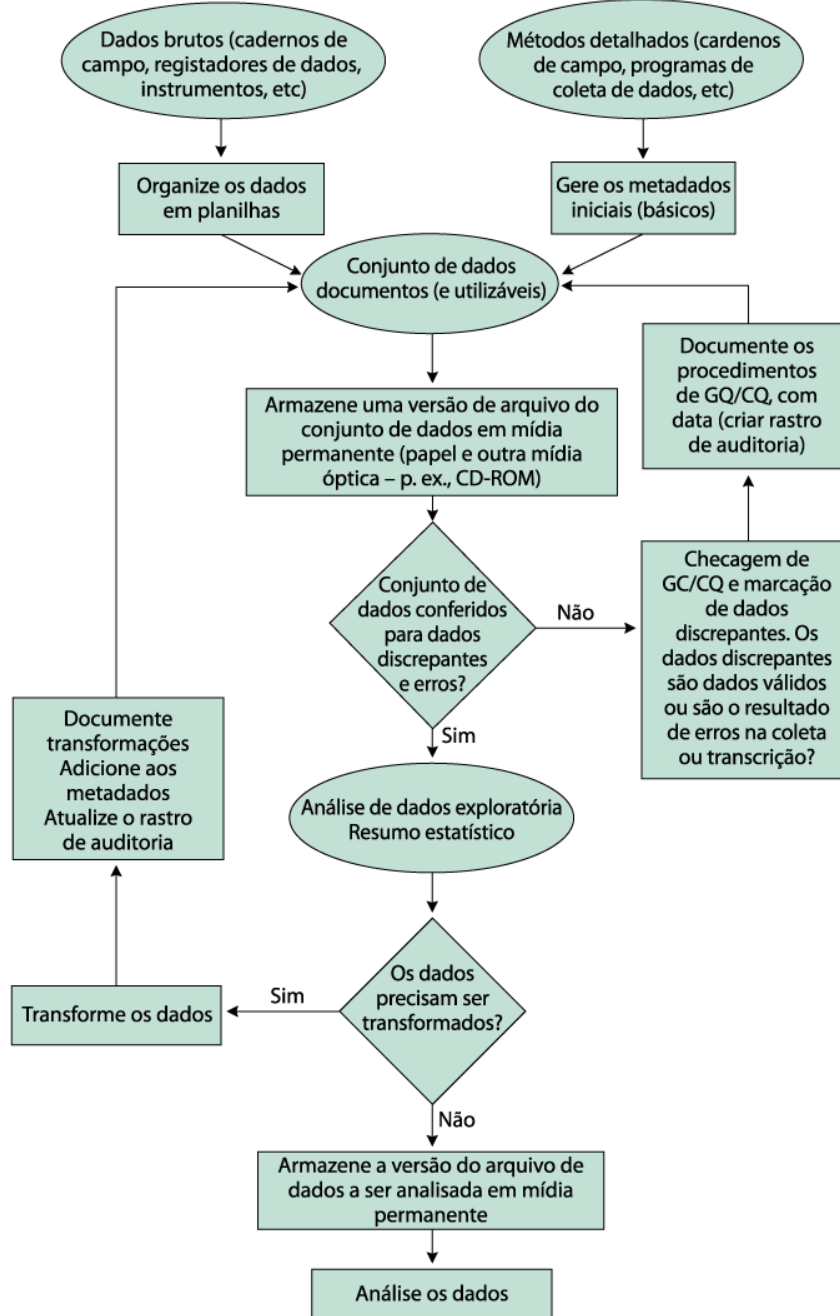 Dados brutos (cadernos de
campo, registadores de dados,
instrumentos, etc)
Métodos detalhados (cardenos
de campo, programas de
coleta de dados, etc)
Organize os dados
em planilhas
Gere os metadados
iniciais (básicos)
Conjunto de dados
documentos (e utilizáveis)
Documente os
procedimentos
de GQ/CQ, com
data (criar rastro
de auditoria)
Armazene uma versão de arquivo do
conjunto de dados em mídia
permanente (papel e outra mídia
óptica – p. ex., CD-ROM)
Conjunto de
dados conferidos
para dados
discrepantes
e erros?
Não
Checagem de
GC/CQ e marcação
de dados
discrepantes. Os
dados discrepantes
são dados válidos
ou são o resultado
de erros na coleta
ou transcrição?
Sim
Documente
transformações
Adicione aos
metadados
Atualize o rastro
de auditoria
Análise de dados exploratória
Resumo estatístico
Os dados
precisam ser
transformados?
Sim
Transforme os dados
Não
Armazene a versão do arquivo de
dados a ser analisada em mídia
permanente
Análise os dados